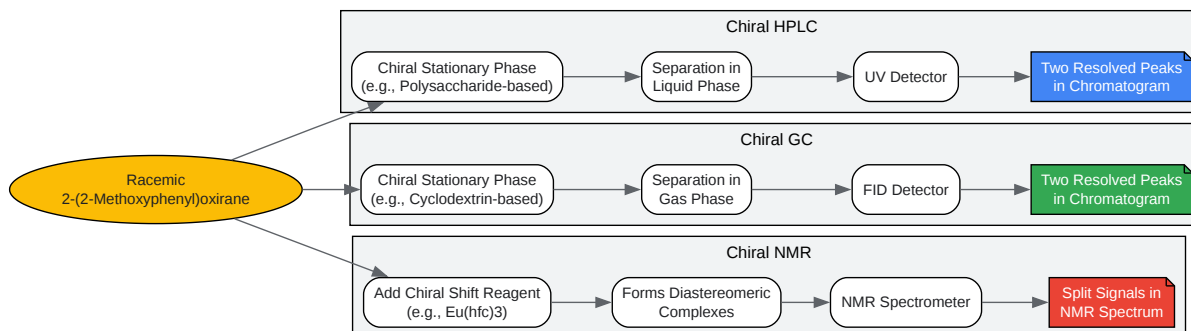 Chiral HPLC
Chiral Stationary Phase
(e.g., Polysaccharide-based)
Separation in
Liquid Phase
UV Detector
Two Resolved Peaks
in Chromatogram
Racemic
2-(2-Methoxyphenyl)oxirane
Chiral GC
Chiral Stationary Phase
(e.g., Cyclodextrin-based)
Separation in
Gas Phase
FID Detector
Two Resolved Peaks
in Chromatogram
Chiral NMR
Add Chiral Shift Reagent
(e.g., Eu(hfc)3)
Forms Diastereomeric
Complexes
NMR Spectrometer
Split Signals in
NMR Spectrum